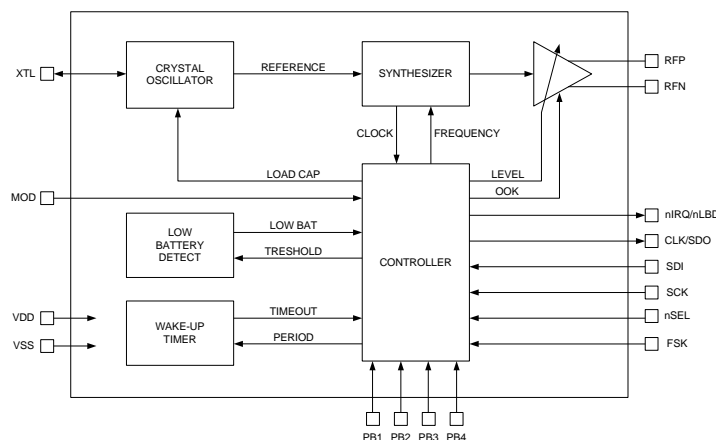 XTL
CRYSTAL
OSCILLATOR
REFERENCE
SYNTHESIZER
RFP
RFN
CLOCK
FREQUENCY
LOAD CAP
LEVEL
OOK
MOD
LOW
BATTERY
DETECT
LOW BAT
TRESHOLD
CONTROLLER
nIRQ/nLBD
CLK/SDO
SDI
SCK
nSEL
FSK
VDD
VSS
WAKE-UP
TIMER
TIMEOUT
PERIOD
PB1 PB2 PB3 PB4